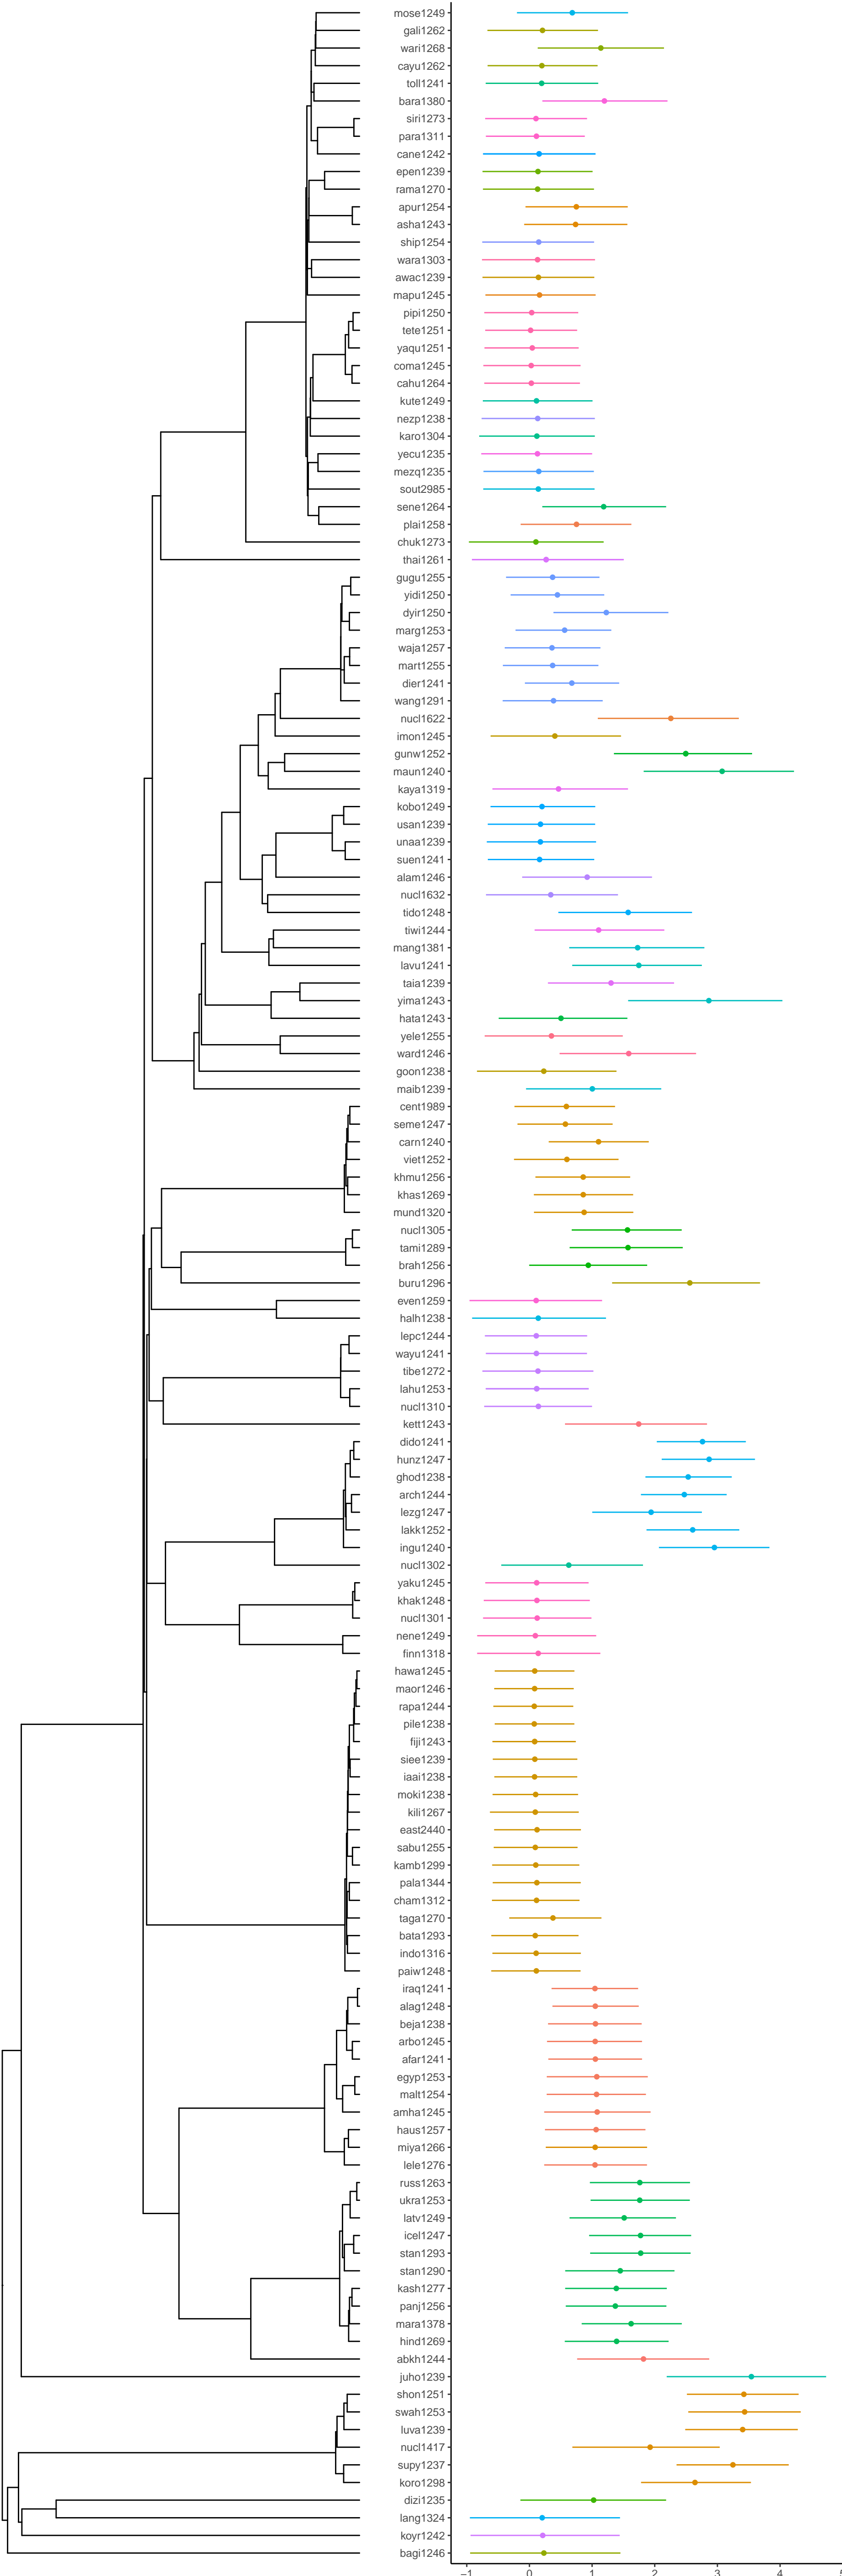 mose1249
gali1262
wari1268
cayu1262
toll1241
bara1380
siri1273
para1311
cane1242
epen1239
rama1270
apur1254
asha1243
ship1254
wara1303
awac1239
mapu1245
pipi1250
tete1251
yaqu1251
coma1245
cahu1264
kute1249
nezp1238
karo1304
yecu1235
mezq1235
sout2985
sene1264
plai1258
chuk1273
thai1261
gugu1255
yidi1250
dyir1250
marg1253
waja1257
mart1255
dier1241
wang1291
nucl1622
imon1245
gunw1252
maun1240
kaya1319
kobo1249
usan1239
unaa1239
suen1241
alam1246
nucl1632
tido1248
tiwi1244
mang1381
lavu1241
taia1239
yima1243
hata1243
yele1255
ward1246
goon1238
maib1239
cent1989
seme1247
carn1240
viet1252
khmu1256
khas1269
mund1320
nucl1305
tami1289
brah1256
buru1296
even1259
halh1238
lepc1244
wayu1241
tibe1272
lahu1253
nucl1310
kett1243
dido1241
hunz1247
ghod1238
arch1244
lezg1247
lakk1252
ingu1240
nucl1302
yaku1245
khak1248
nucl1301
nene1249
finn1318
hawa1245
maor1246
rapa1244
pile1238
fiji1243
siee1239
iaai1238
moki1238
kili1267
east2440
sabu1255
kamb1299
pala1344
cham1312
taga1270
bata1293
indo1316
paiw1248
iraq1241
alag1248
beja1238
arbo1245
afar1241
egyp1253
malt1254
amha1245
haus1257
miya1266
lele1276
russ1263
ukra1253
latv1249
icel1247
stan1293
stan1290
kash1277
panj1256
mara1378
hind1269
abkh1244
juho1239
shon1251
swah1253
luva1239
nucl1417
supy1237
koro1298
dizi1235
lang1324
koyr1242
bagi1246
−1 0 1 2 3 4 5